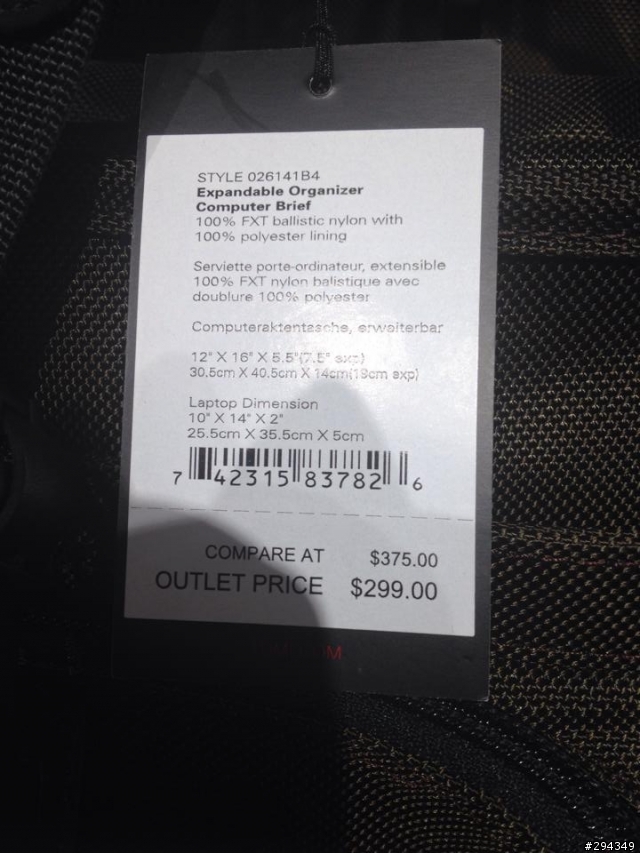 STYLE 026141B4
Expandable Organizer
Computer Brief
100% FXT ballistic nylon with
100% polyester lining
Serviette porte-ordinateur, extensible
100% FXT nylon balistique avec
doublure 100% polyester
Computeraktentasche, erweiterbar
12" X 16" X 5.5"(7.5" exp)
30.5cm X 40.5cm X 14cm(19cm exp)
Laptop Dimension
10" X 14" X 2"
25.5cm X 35.5cm X 5cm
7 42315 83782 6
COMPARE AT $375.00
OUTLET PRICE $299.00
#294349